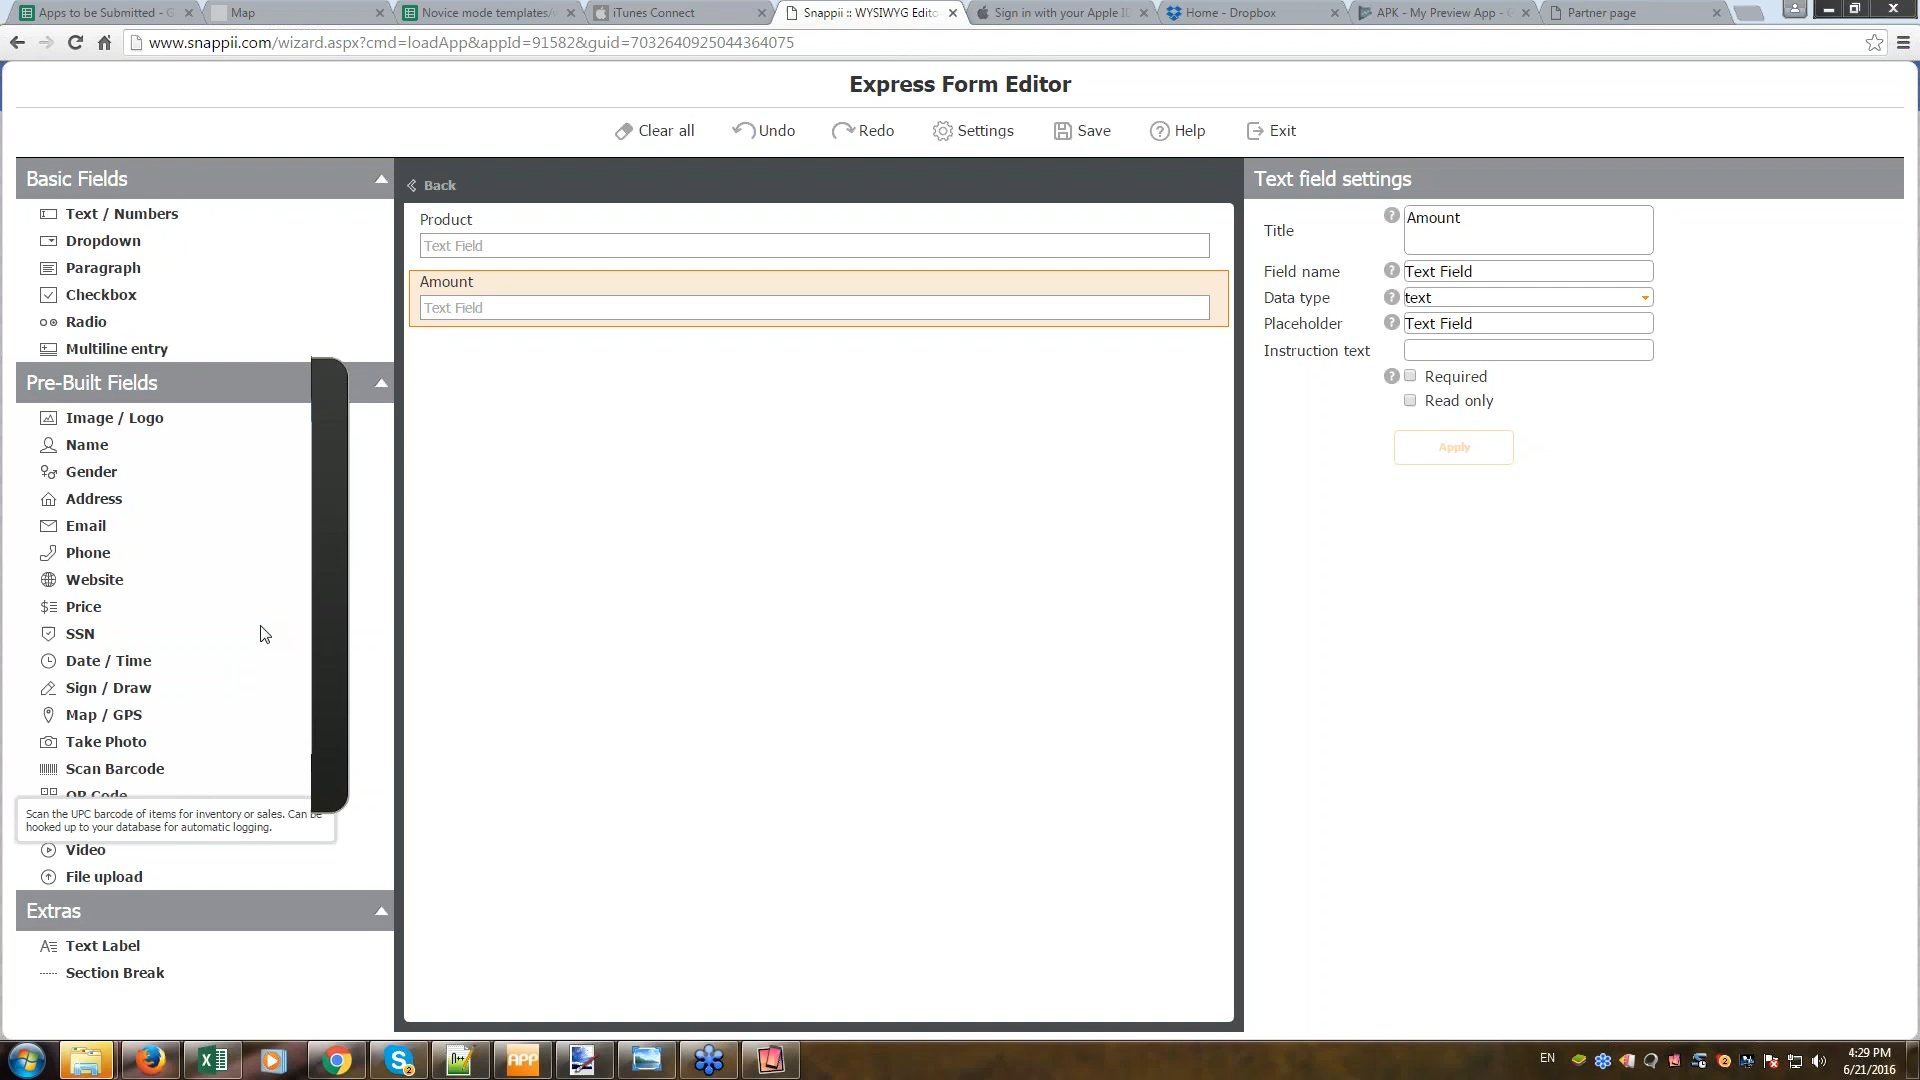 Apps to be Submitted - G
Map
Novice mode templates/
iTunes Connect
Snappii :: WYSIWYG Edito
Sign in with your Apple ID
Home - Dropbox
APK - My Preview App - G
Partner page
www.snappii.com/wizard.aspx?cmd=loadApp&appId=91582&guid=7032640925044364075
Express Form Editor
Clear all
Undo
Redo
Settings
Save
Help
Exit
Basic Fields
Text / Numbers
Dropdown
Paragraph
Checkbox
Radio
Multiline entry
Pre-Built Fields
Image / Logo
Name
Gender
Address
Email
Phone
Website
Price
SSN
Date / Time
Sign / Draw
Map / GPS
Take Photo
Scan Barcode
QR Code
Scan the UPC barcode of items for inventory or sales. Can be
hooked up to your database for automatic logging.
Video
File upload
Extras
Text Label
Section Break
Back
Product
Text Field
Amount
Text Field
Text field settings
Title
Amount
Field name
Text Field
Data type
text
Placeholder
Text Field
Instruction text
Required
Read only
Apply
APP
EN
4:29 PM
6/21/2016